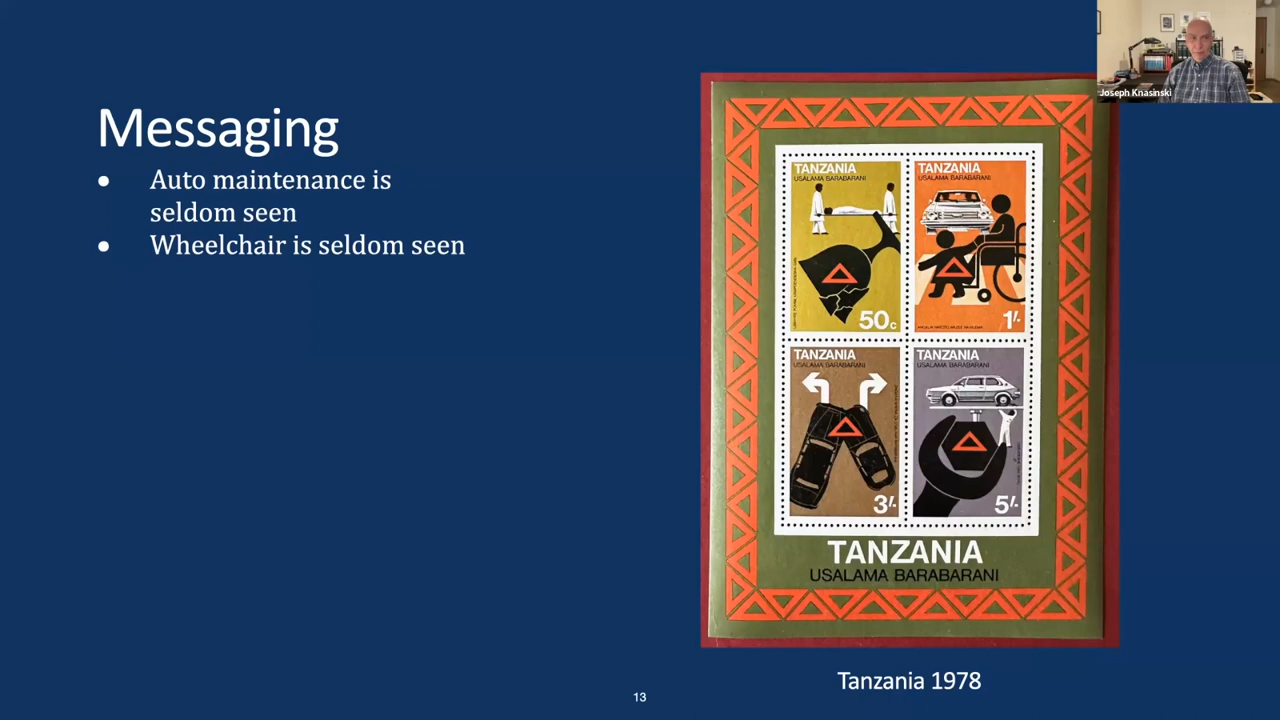 Joseph Knasinski
Messaging
• Auto maintenance is
seldom seen
• Wheelchair is seldom seen
TANZANIA
USALAMA BARABARANI
50c
TANZANIA
USALAMA BARABARANI
1/-
TANZANIA
USALAMA BARABARANI
3/-
TANZANIA
USALAMA BARABARANI
5/-
TANZANIA
USALAMA BARABARANI
Tanzania 1978
13